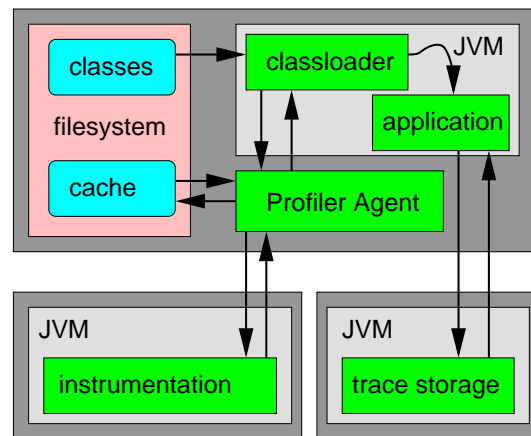 classes
filesystem
cache
classloader
JVM
application
Profiler Agent
JVM
instrumentation
JVM
trace storage